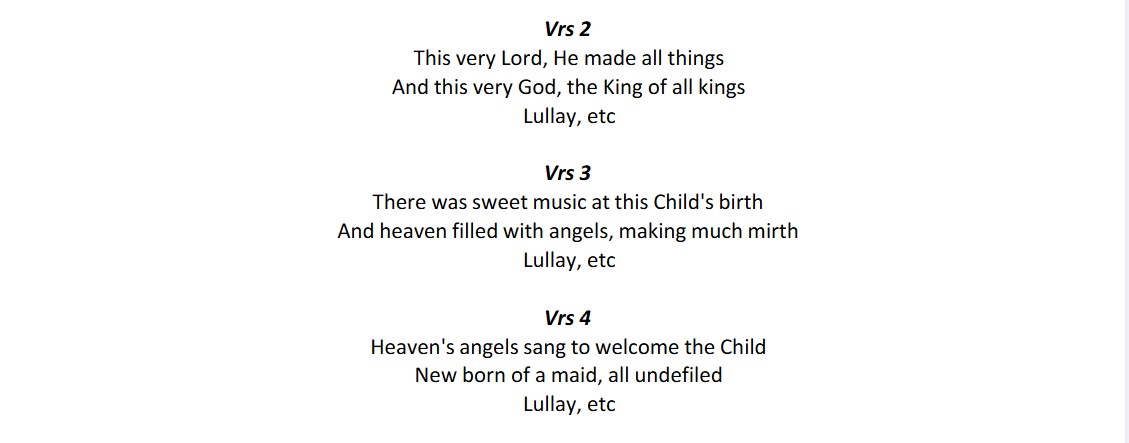 Vrs 2
This very Lord, He made all things
And this very God, the King of all kings
Lullay, etc
Vrs 3
There was sweet music at this Child's birth
And heaven filled with angels, making much mirth
Lullay, etc
Vrs 4
Heaven's angels sang to welcome the Child
New born of a maid, all undefiled
Lullay, etc